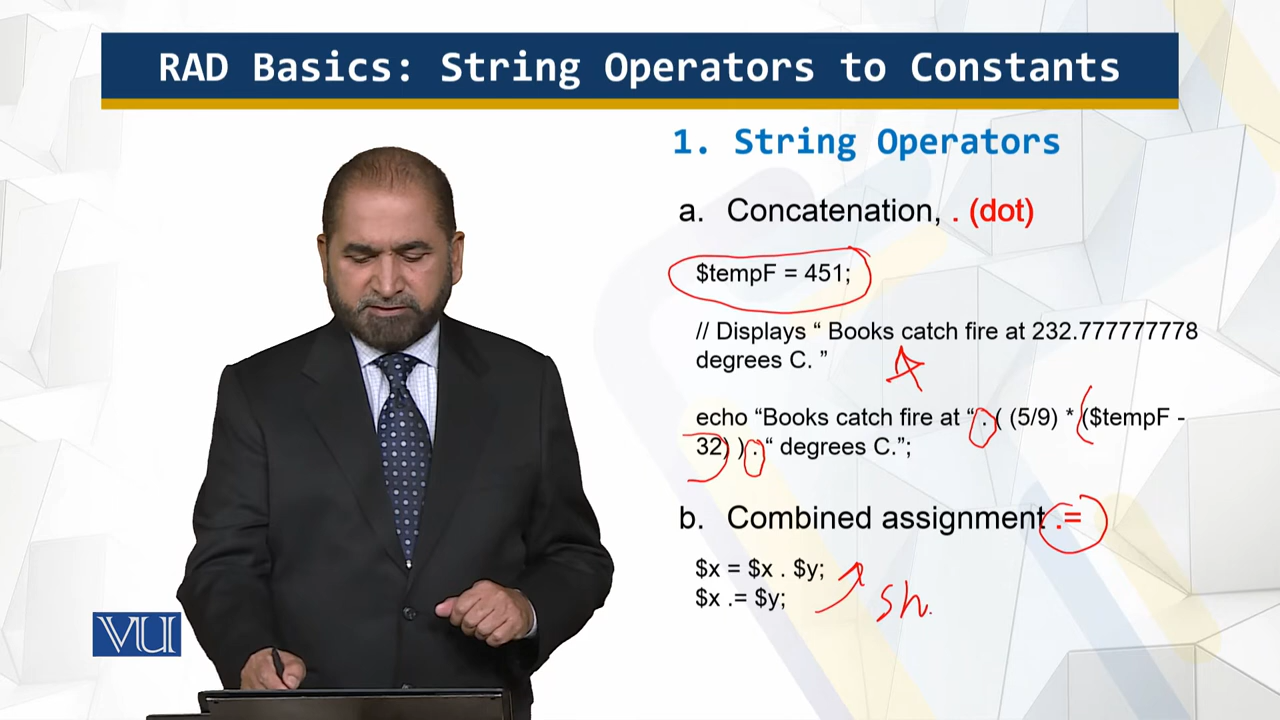 RAD Basics: String Operators to Constants
1. String Operators
a. Concatenation, . (dot)
$tempF = 451;
// Displays “ Books catch fire at 232.777777778
degrees C. ”
echo “Books catch fire at “ . ( (5/9) * ($tempF -
32) ) . “ degrees C.”;
b. Combined assignment .=
$x = $x . $y;
$x .= $y;
sh.
VU